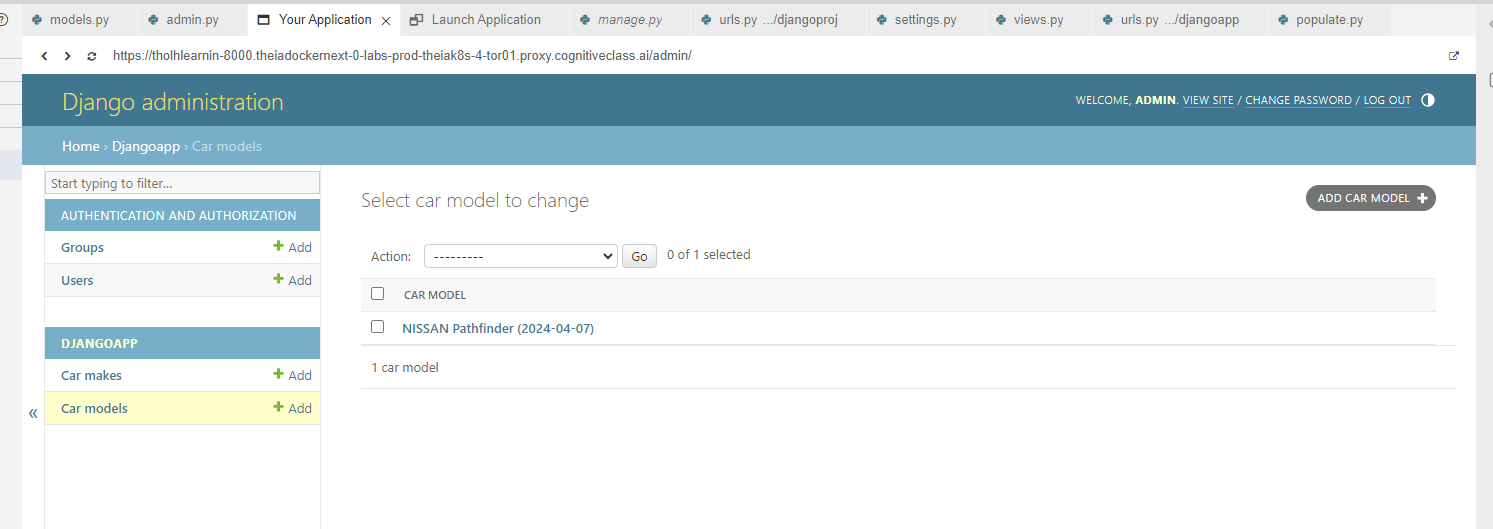 models.py admin.py Your Application Launch Application manage.py urls.py .../djangoproj settings.py views.py urls.py .../djangoapp populate.py
https://tholhlearnin-8000.theiadockernext-0-labs-prod-theiak8s-4-tor01.proxy.cognitiveclass.ai/admin/
Django administration
WELCOME, ADMIN. VIEW SITE / CHANGE PASSWORD / LOG OUT
Home › Djangoapp › Car models
Start typing to filter...
AUTHENTICATION AND AUTHORIZATION
Groups + Add
Users + Add
DJANGOAPP
Car makes + Add
Car models + Add
«
Select car model to change
ADD CAR MODEL +
Action: --------- Go 0 of 1 selected
CAR MODEL
NISSAN Pathfinder (2024-04-07)
1 car model